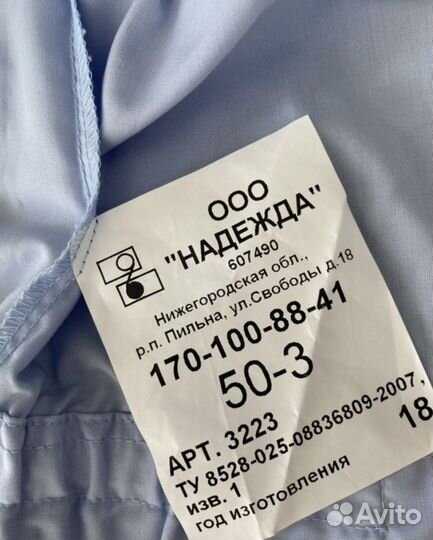 ООО
"НАДЕЖДА"
607490
Нижегородская обл.,
р.п. Пильна, ул.Свободы д.18
170-100-88-41
50-3
АРТ. 3223
ТУ 8528-025-08836809-2007,
изв. 1
18
год изготовления
Avito